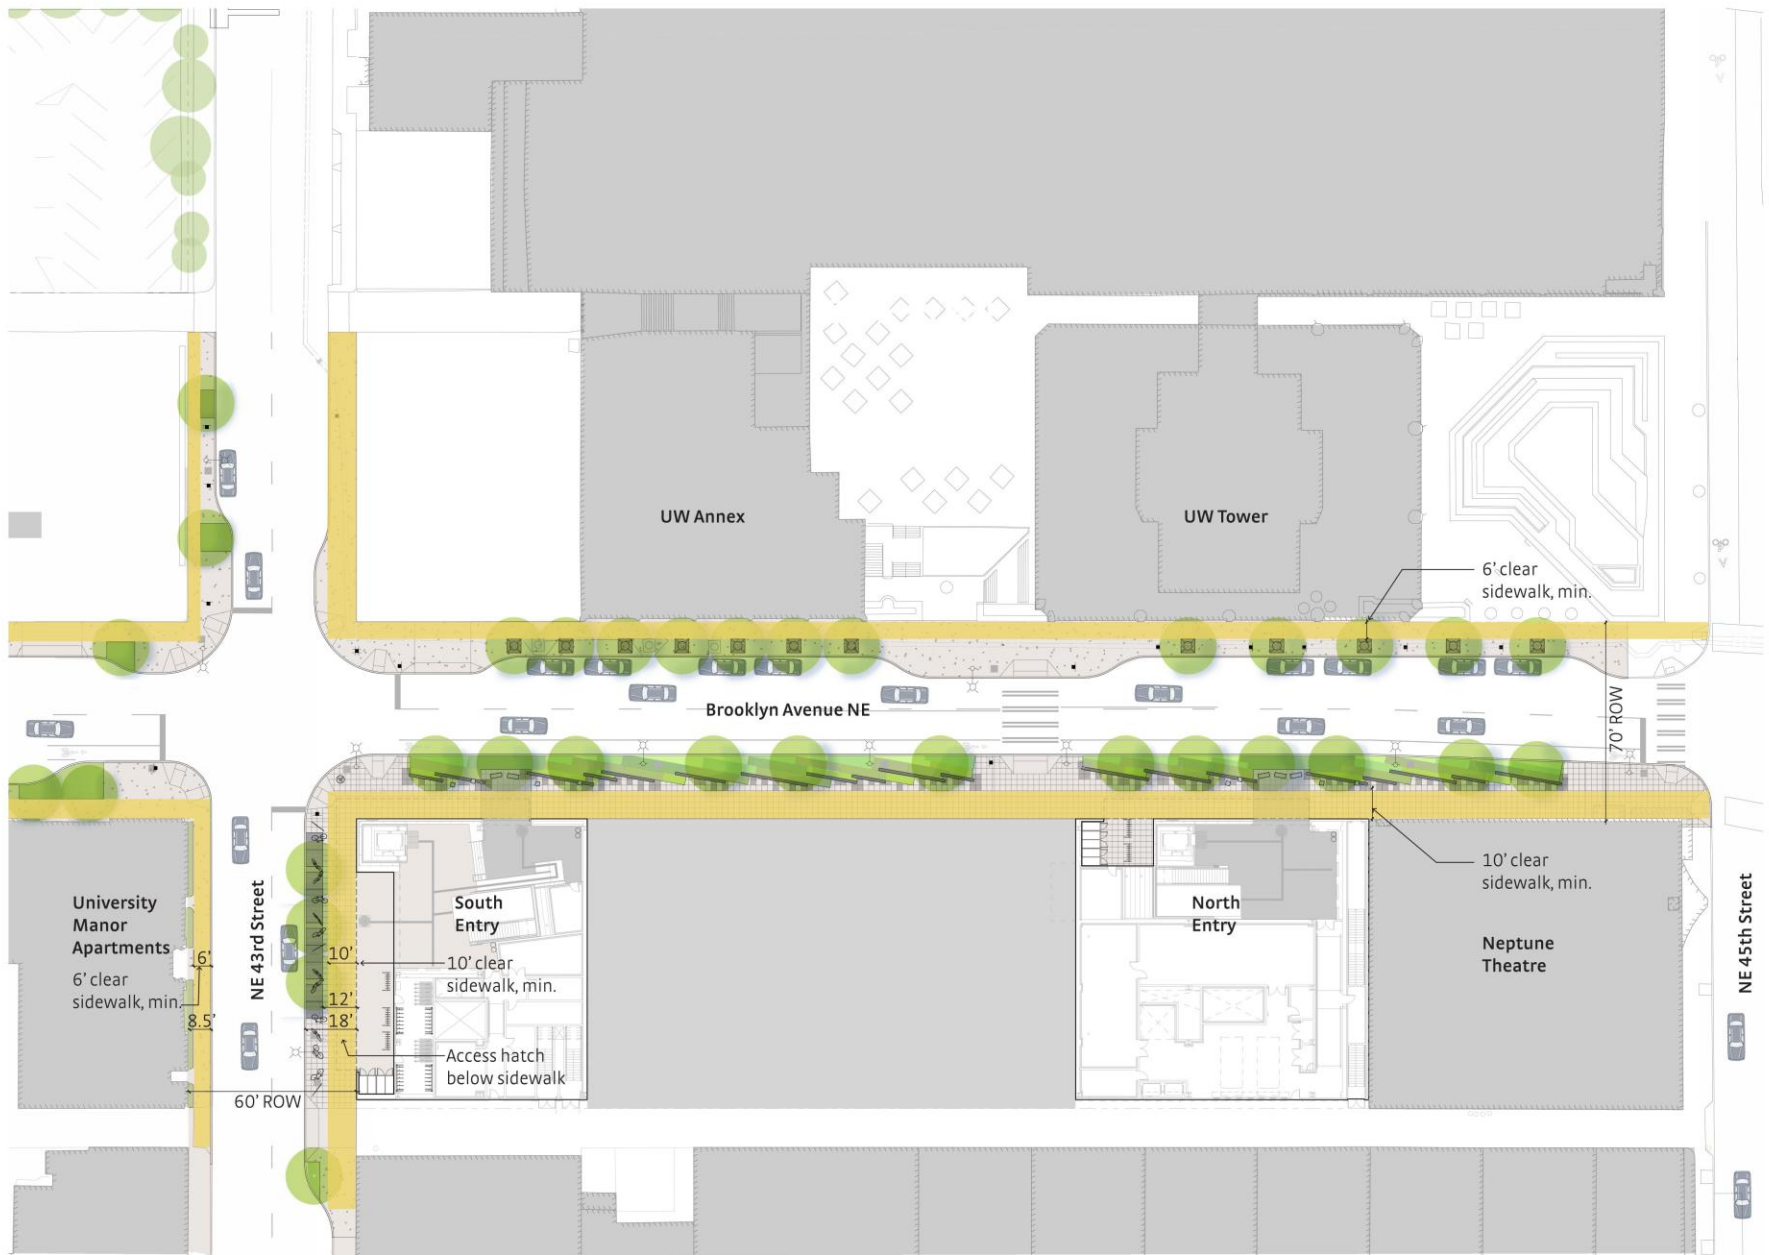 UW Annex
UW Tower
6’ clear
sidewalk, min.
Brooklyn Avenue NE
70’ ROW
10’ clear
sidewalk, min.
University
Manor
Apartments
6’ clear
sidewalk, min.
6’
8.5’
NE 43rd Street
60’ ROW
South
Entry
10’
10’ clear
sidewalk, min.
12’
18’
Access hatch
below sidewalk
North
Entry
Neptune
Theatre
NE 45th Street